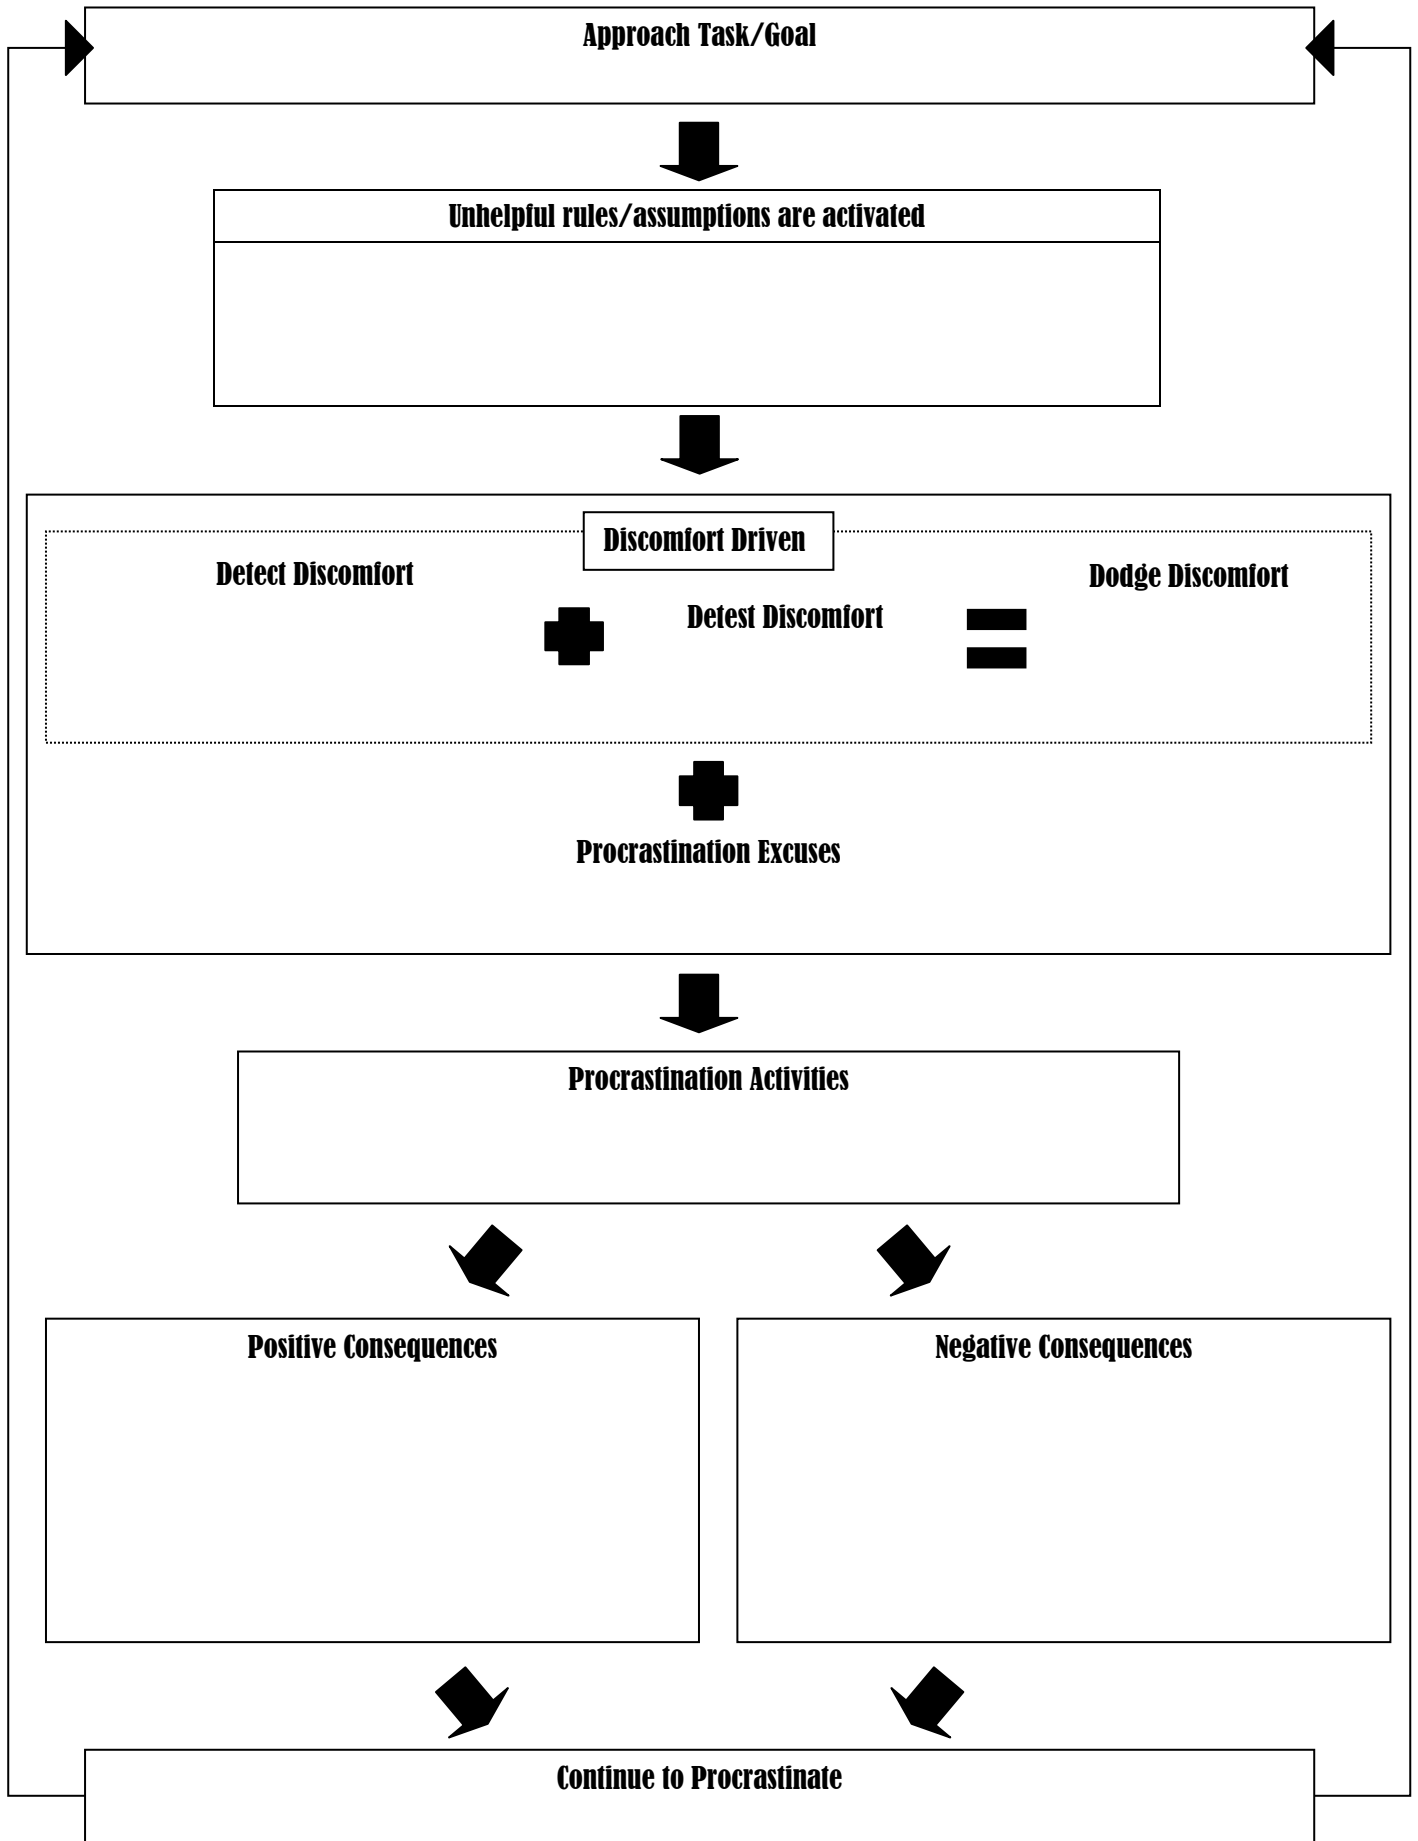 Approach Task/Goal
Unhelpful rules/assumptions are activated
Discomfort Driven
Detect Discomfort
Detest Discomfort
Dodge Discomfort
Procrastination Excuses
Procrastination Activities
Positive Consequences
Negative Consequences
Continue to Procrastinate